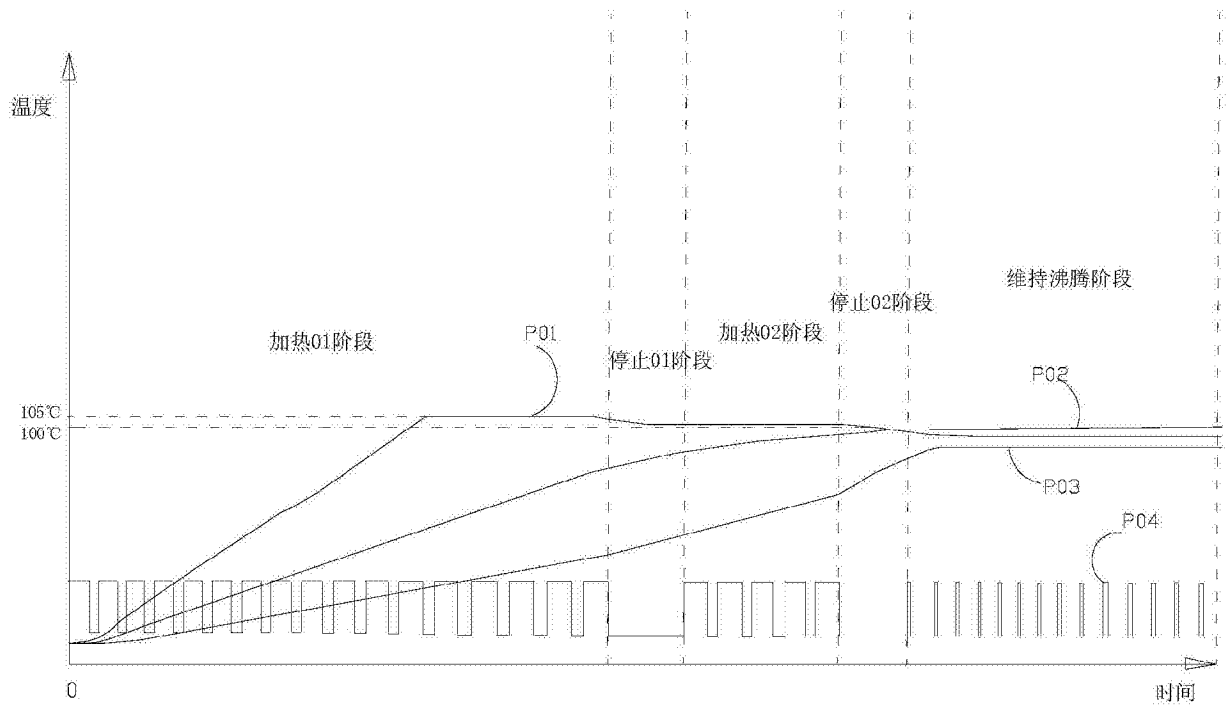 温度
维持沸腾阶段
停止02阶段
加热01阶段
P01
加热02阶段
停止01阶段
P02
105℃
100℃
P03
P04
0
时间